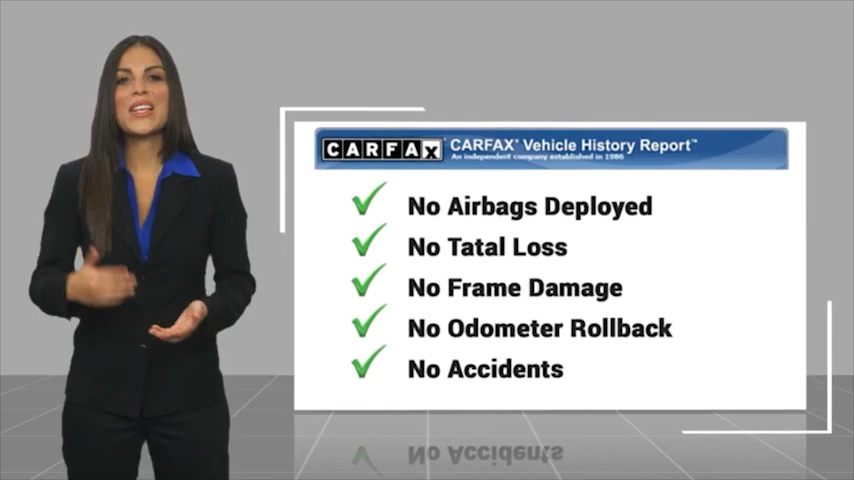 CARFAX CARFAX® Vehicle History Report™
An independent company established in 1986
No Airbags Deployed
No Tatal Loss
No Frame Damage
No Odometer Rollback
No Accidents
No Accidents